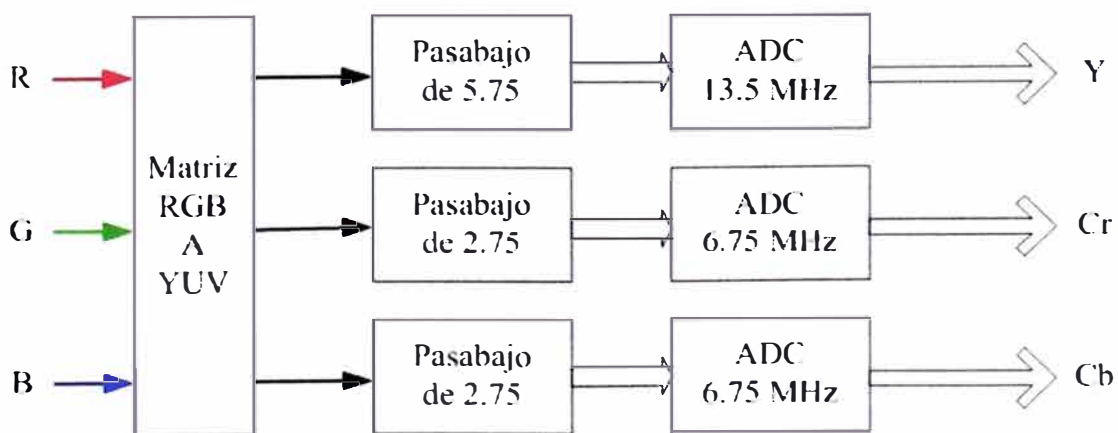 R
G
B
Matriz
RGB
A
YUV
Pasabajo
de 5.75
ADC
13.5 MHz
Y
Pasabajo
de 2.75
ADC
6.75 MHz
Cr
Pasabajo
de 2.75
ADC
6.75 MHz
Cb